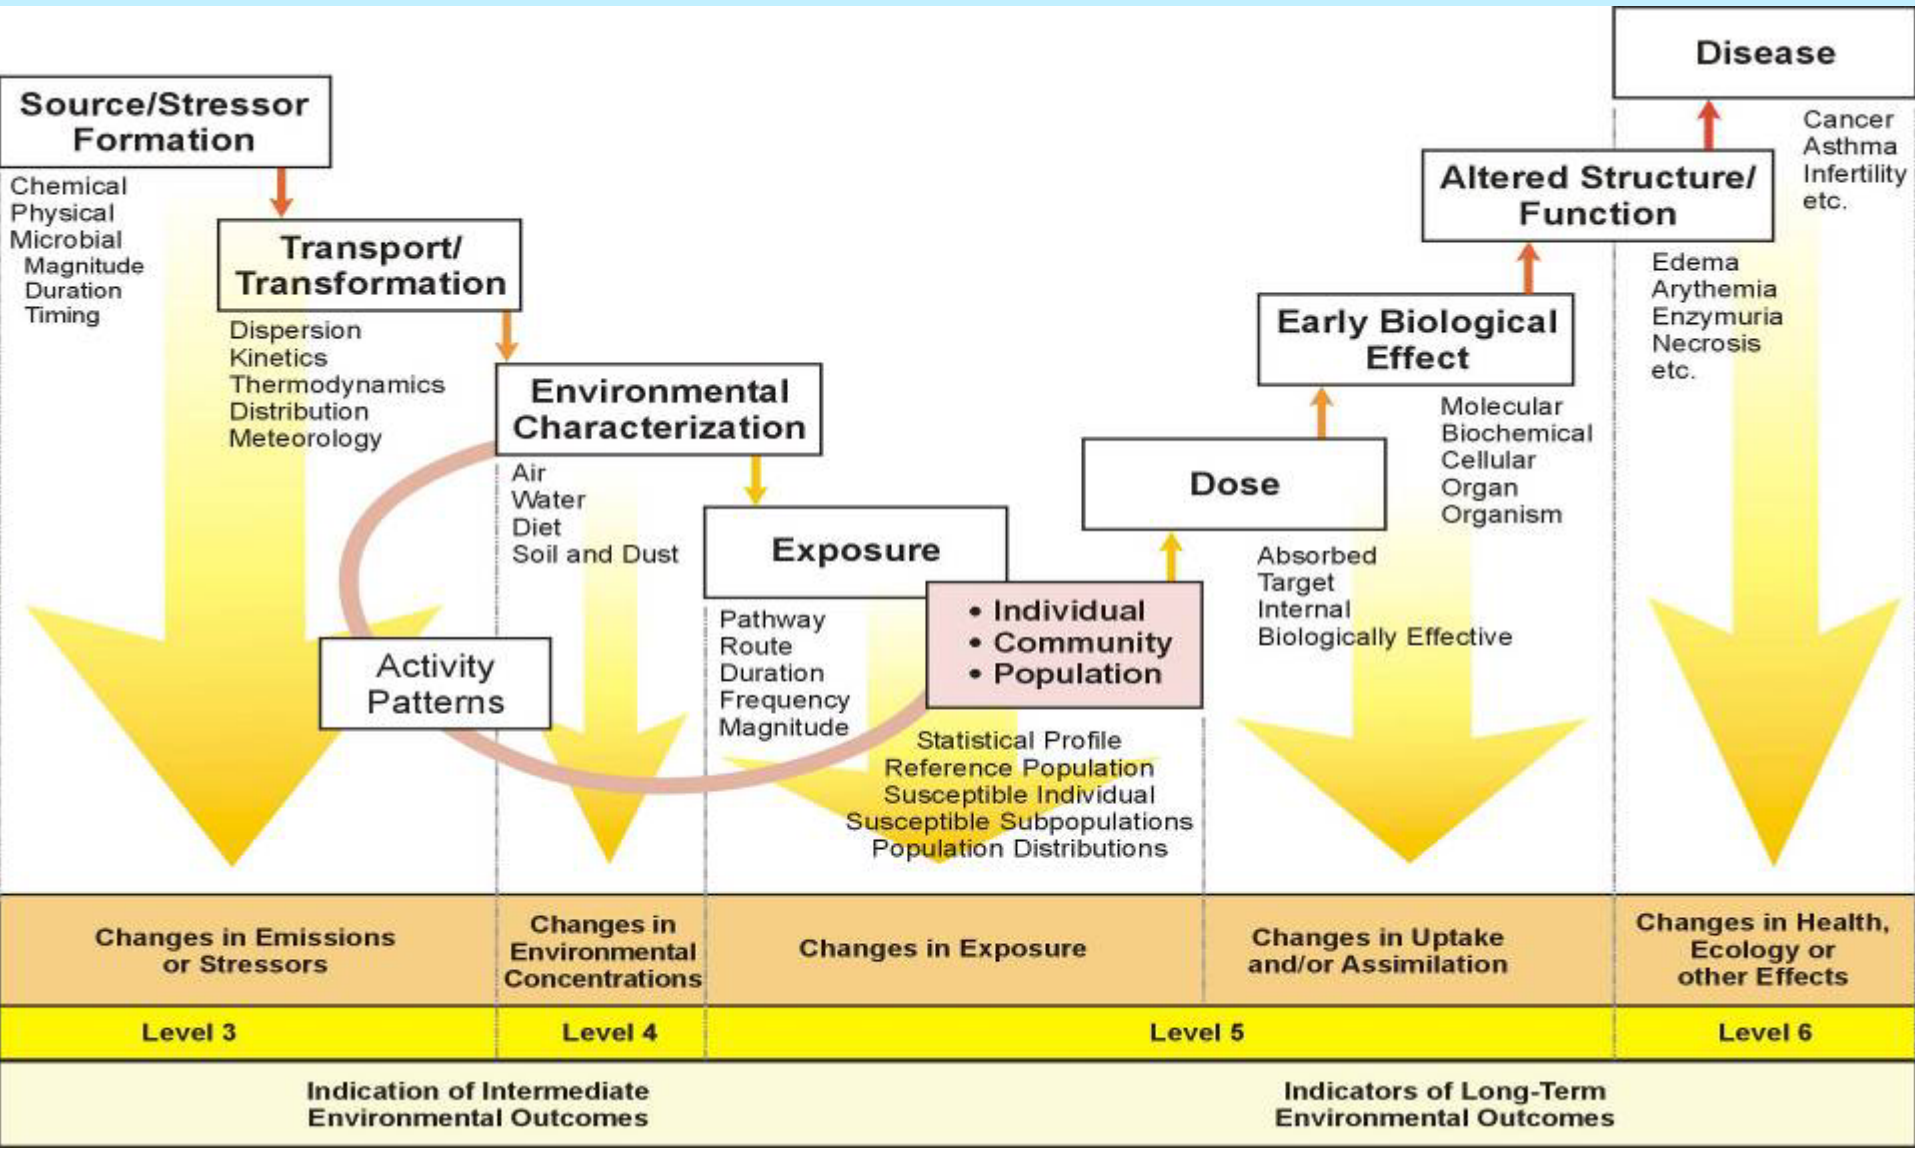 Source/Stressor
Formation
Chemical
Physical
Microbial
Magnitude
Duration
Timing
Transport/
Transformation
Dispersion
Kinetics
Thermodynamics
Distribution
Meteorology
Environmental
Characterization
Air
Water
Diet
Soil and Dust
Activity
Patterns
Exposure
Pathway
Route
Duration
Frequency
Magnitude
• Individual
• Community
• Population
Statistical Profile
Reference Population
Susceptible Individual
Susceptible Subpopulations
Population Distributions
Dose
Absorbed
Target
Internal
Biologically Effective
Early Biological
Effect
Molecular
Biochemical
Cellular
Organ
Organism
Altered Structure/
Function
Edema
Arythemia
Enzymuria
Necrosis
etc.
Disease
Cancer
Asthma
Infertility
etc.
Changes in Emissions
or Stressors
Changes in
Environmental
Concentrations
Changes in Exposure
Changes in Uptake
and/or Assimilation
Changes in Health,
Ecology or
other Effects
Level 3
Level 4
Level 5
Level 6
Indication of Intermediate
Environmental Outcomes
Indicators of Long-Term
Environmental Outcomes